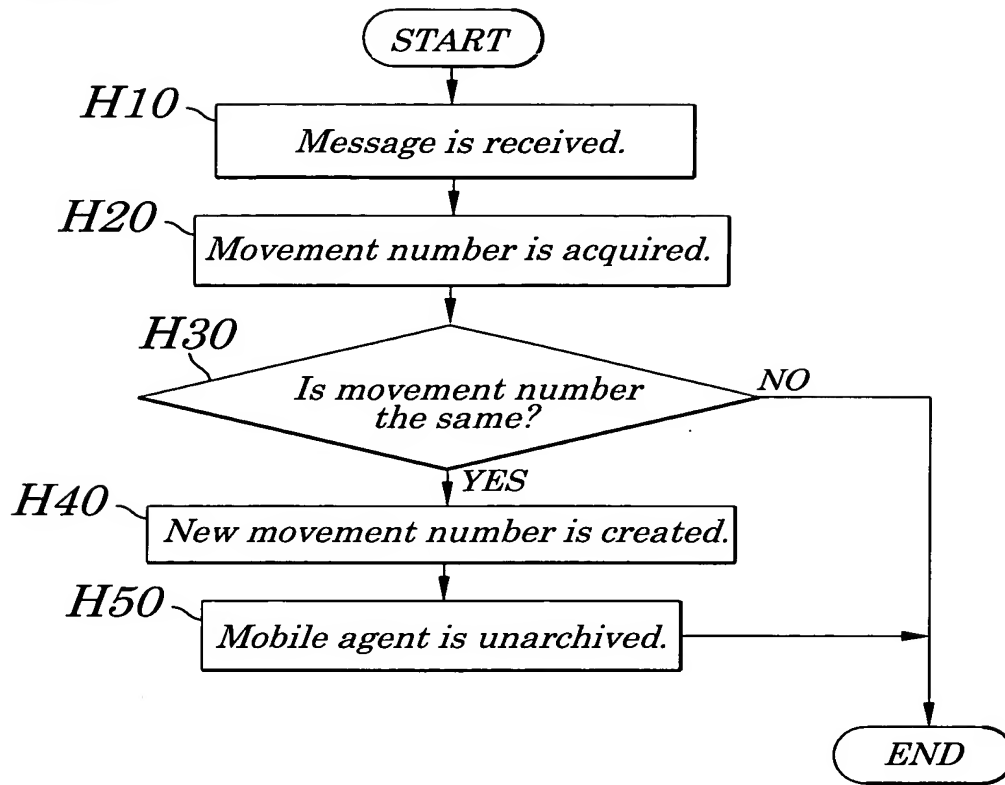 START
H10
Message is received.
H20
Movement number is acquired.
H30
Is movement number
the same?
NO
YES
H40
New movement number is created.
H50
Mobile agent is unarchived.
END